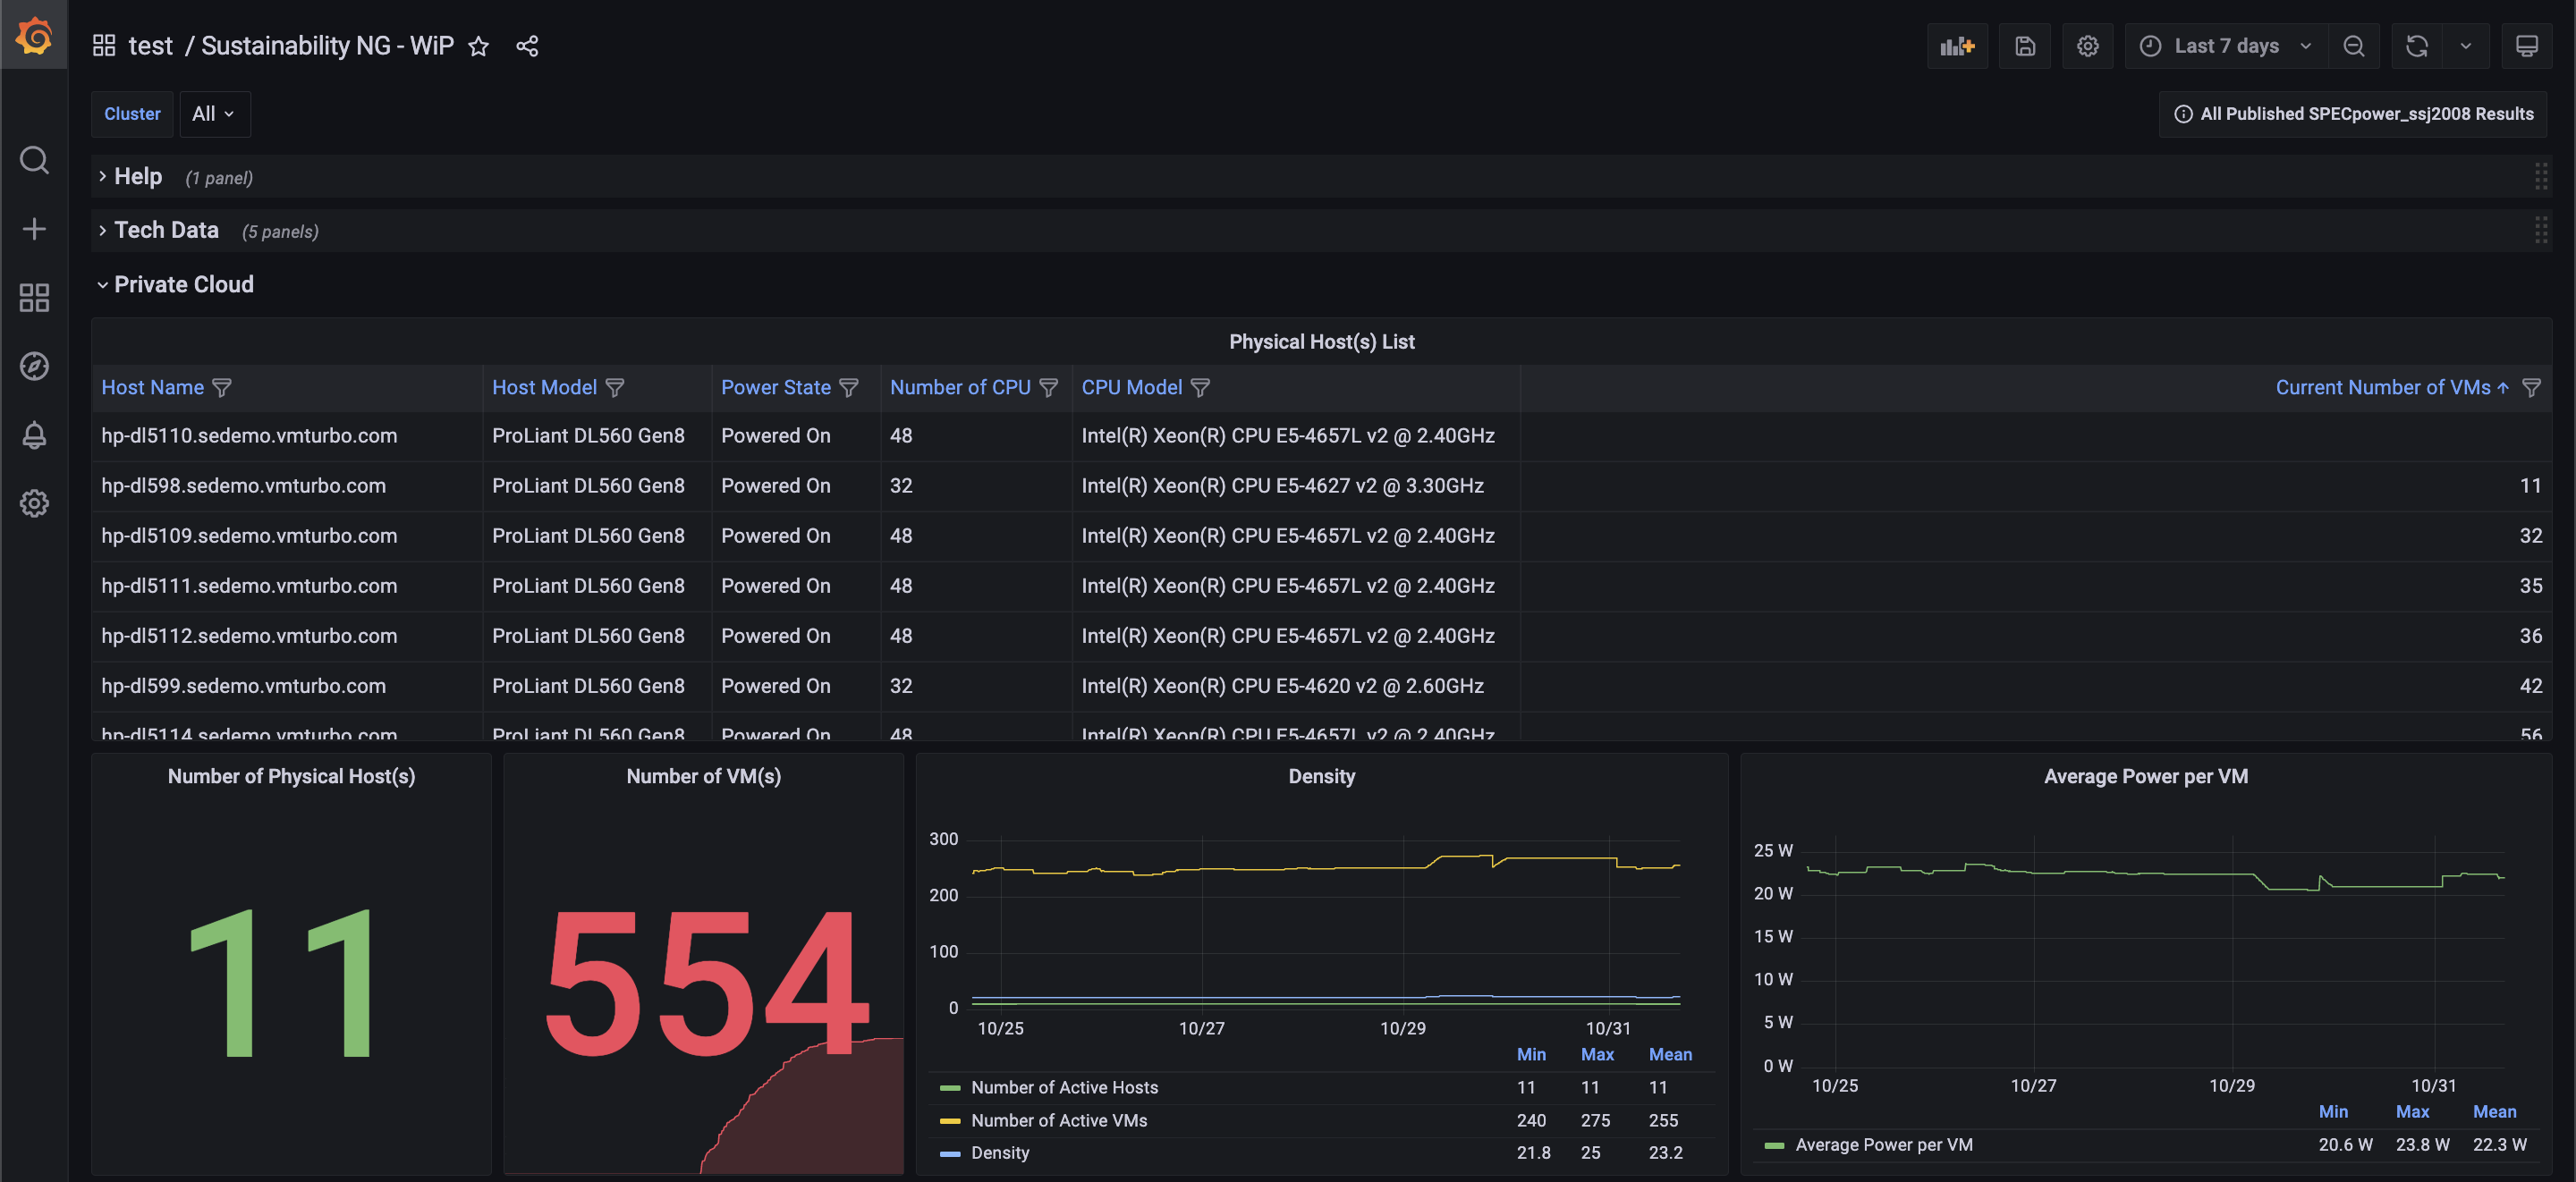 test / Sustainability NG - WiP
Last 7 days
Cluster All
All Published SPECpower_ssj2008 Results
Help (1 panel)
Tech Data (5 panels)
Private Cloud
Physical Host(s) List
Host Name Host Model Power State Number of CPU CPU Model Current Number of VMs
hp-dl5110.sedemo.vmturbo.com ProLiant DL560 Gen8 Powered On 48 Intel(R) Xeon(R) CPU E5-4657L v2 @ 2.40GHz
hp-dl598.sedemo.vmturbo.com ProLiant DL560 Gen8 Powered On 32 Intel(R) Xeon(R) CPU E5-4627 v2 @ 3.30GHz 11
hp-dl5109.sedemo.vmturbo.com ProLiant DL560 Gen8 Powered On 48 Intel(R) Xeon(R) CPU E5-4657L v2 @ 2.40GHz 32
hp-dl5111.sedemo.vmturbo.com ProLiant DL560 Gen8 Powered On 48 Intel(R) Xeon(R) CPU E5-4657L v2 @ 2.40GHz 35
hp-dl5112.sedemo.vmturbo.com ProLiant DL560 Gen8 Powered On 48 Intel(R) Xeon(R) CPU E5-4657L v2 @ 2.40GHz 36
hp-dl599.sedemo.vmturbo.com ProLiant DL560 Gen8 Powered On 32 Intel(R) Xeon(R) CPU E5-4620 v2 @ 2.60GHz 42
hp-dl5114.sedemo.vmturbo.com ProLiant DL560 Gen8 Powered On 48 Intel(R) Xeon(R) CPU E5-4657L v2 @ 2.40GHz 56
Number of Physical Host(s)
11
Number of VM(s)
554
Density
300
200
100
0
10/25 10/27 10/29 10/31
Min Max Mean
Number of Active Hosts 11 11 11
Number of Active VMs 240 275 255
Density 21.8 25 23.2
Average Power per VM
25 W
20 W
15 W
10 W
5 W
0 W
10/25 10/27 10/29 10/31
Min Max Mean
Average Power per VM 20.6 W 23.8 W 22.3 W